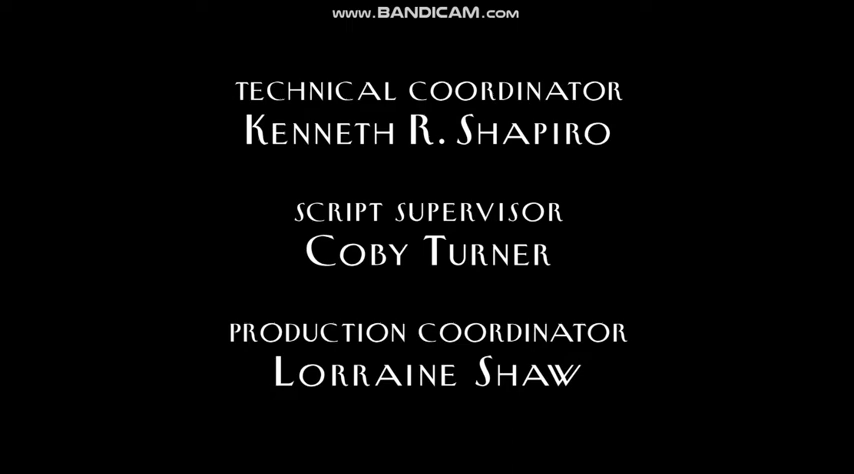 www.BANDICAM.com
TECHNICAL COORDINATOR
KENNETH R. SHAPIRO
SCRIPT SUPERVISOR
COBY TURNER
PRODUCTION COORDINATOR
LORRAINE SHAW